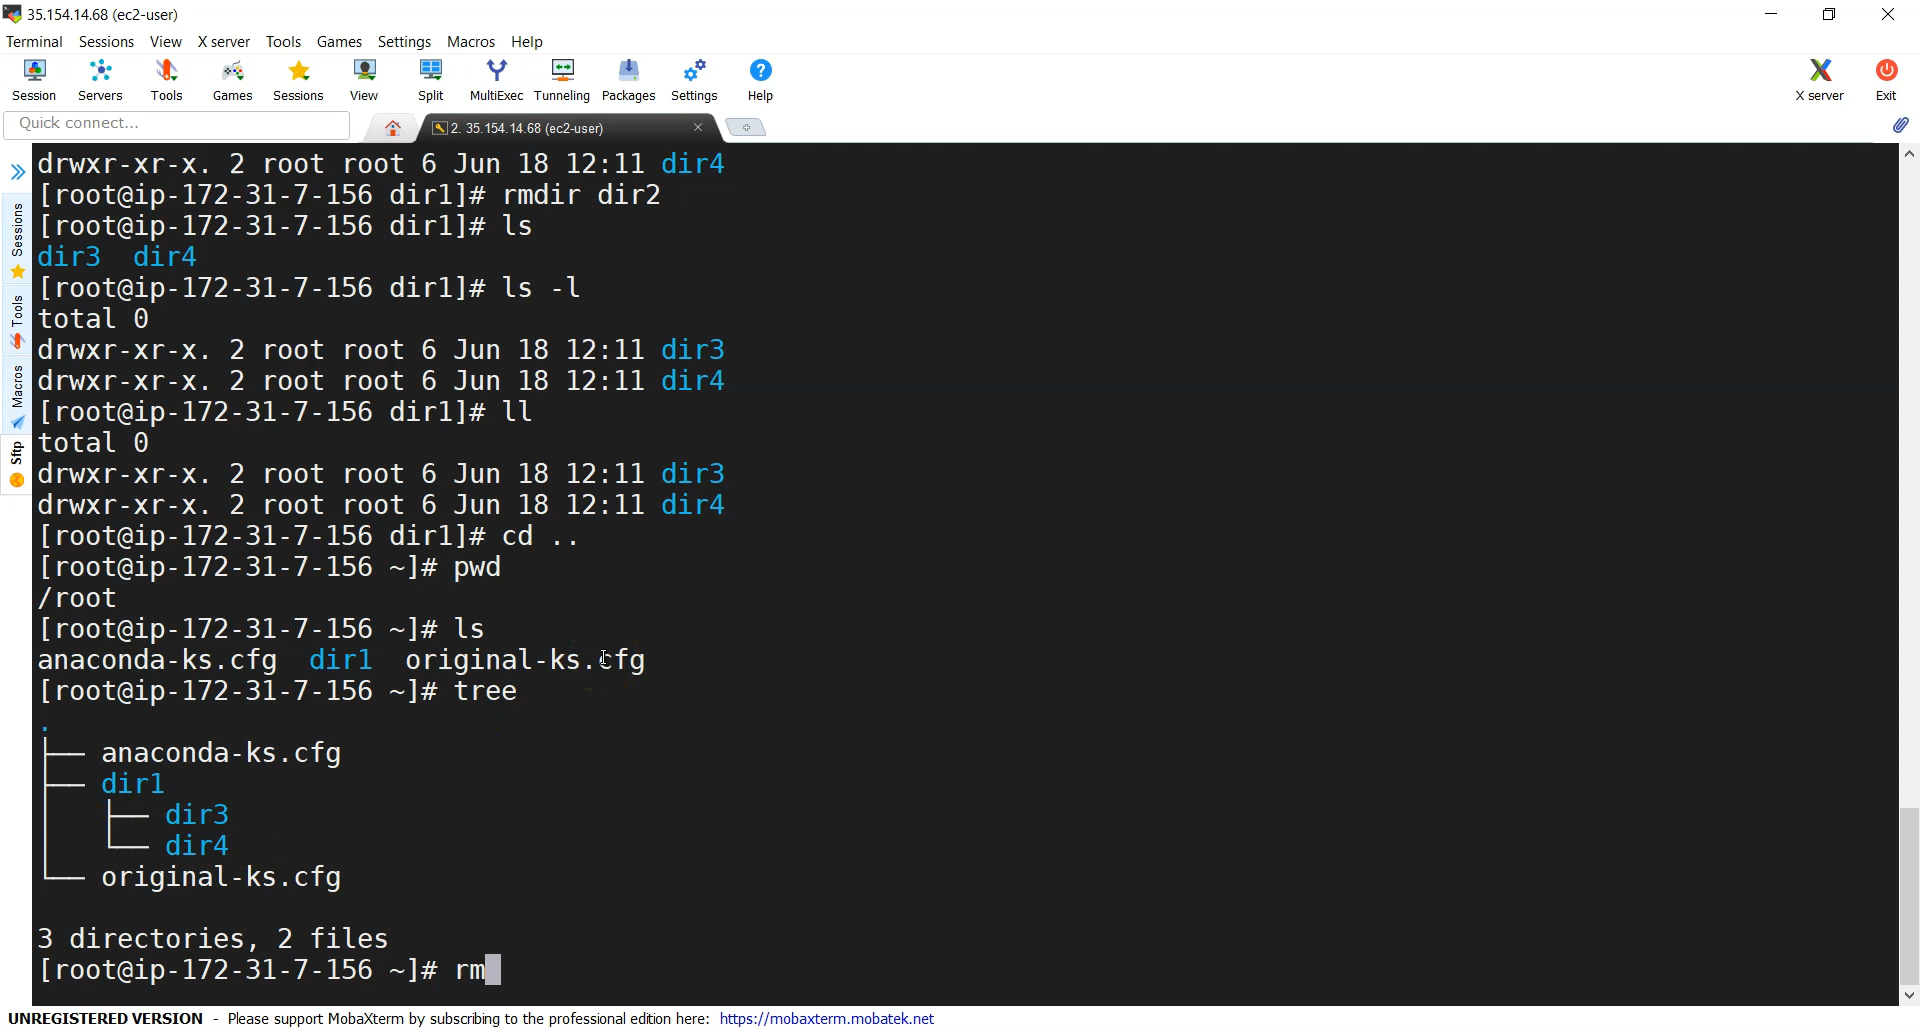 35.154.14.68 (ec2-user)
Terminal Sessions View X server Tools Games Settings Macros Help
Session Servers Tools Games Sessions View Split MultiExec Tunneling Packages Settings Help X server Exit
Quick connect... 2. 35.154.14.68 (ec2-user)
Sessions
Tools
Macros
Sftp
drwxr-xr-x. 2 root root 6 Jun 18 12:11 dir4
[root@ip-172-31-7-156 dir1]# rmdir dir2
[root@ip-172-31-7-156 dir1]# ls
dir3  dir4
[root@ip-172-31-7-156 dir1]# ls -l
total 0
drwxr-xr-x. 2 root root 6 Jun 18 12:11 dir3
drwxr-xr-x. 2 root root 6 Jun 18 12:11 dir4
[root@ip-172-31-7-156 dir1]# ll
total 0
drwxr-xr-x. 2 root root 6 Jun 18 12:11 dir3
drwxr-xr-x. 2 root root 6 Jun 18 12:11 dir4
[root@ip-172-31-7-156 dir1]# cd ..
[root@ip-172-31-7-156 ~]# pwd
/root
[root@ip-172-31-7-156 ~]# ls
anaconda-ks.cfg  dir1  original-ks.cfg
[root@ip-172-31-7-156 ~]# tree
.
├── anaconda-ks.cfg
├── dir1
│   ├── dir3
│   └── dir4
└── original-ks.cfg
3 directories, 2 files
[root@ip-172-31-7-156 ~]# rm
UNREGISTERED VERSION - Please support MobaXterm by subscribing to the professional edition here: https://mobaxterm.mobatek.net